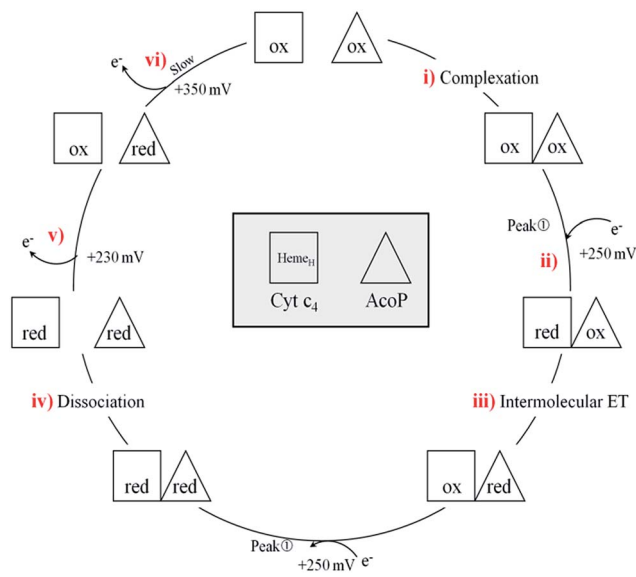 ox
ox
i) Complexation
ox
ox
Peak①
e-
+250 mV
ii)
red
ox
iii) Intermolecular ET
ox
red
Peak①
+250 mV
e-
red
red
iv) Dissociation
red
red
v)
e-
+230 mV
ox
red
vi)
Slow
e-
+350 mV
HemeH
Cyt c4
AcoP